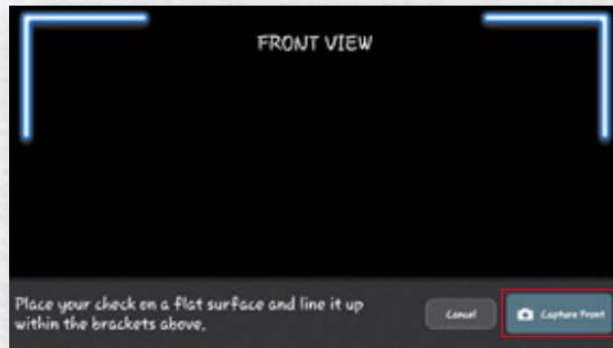 FRONT VIEW
Place your check on a flat surface and line it up
within the brackets above.
Cancel
Capture Front